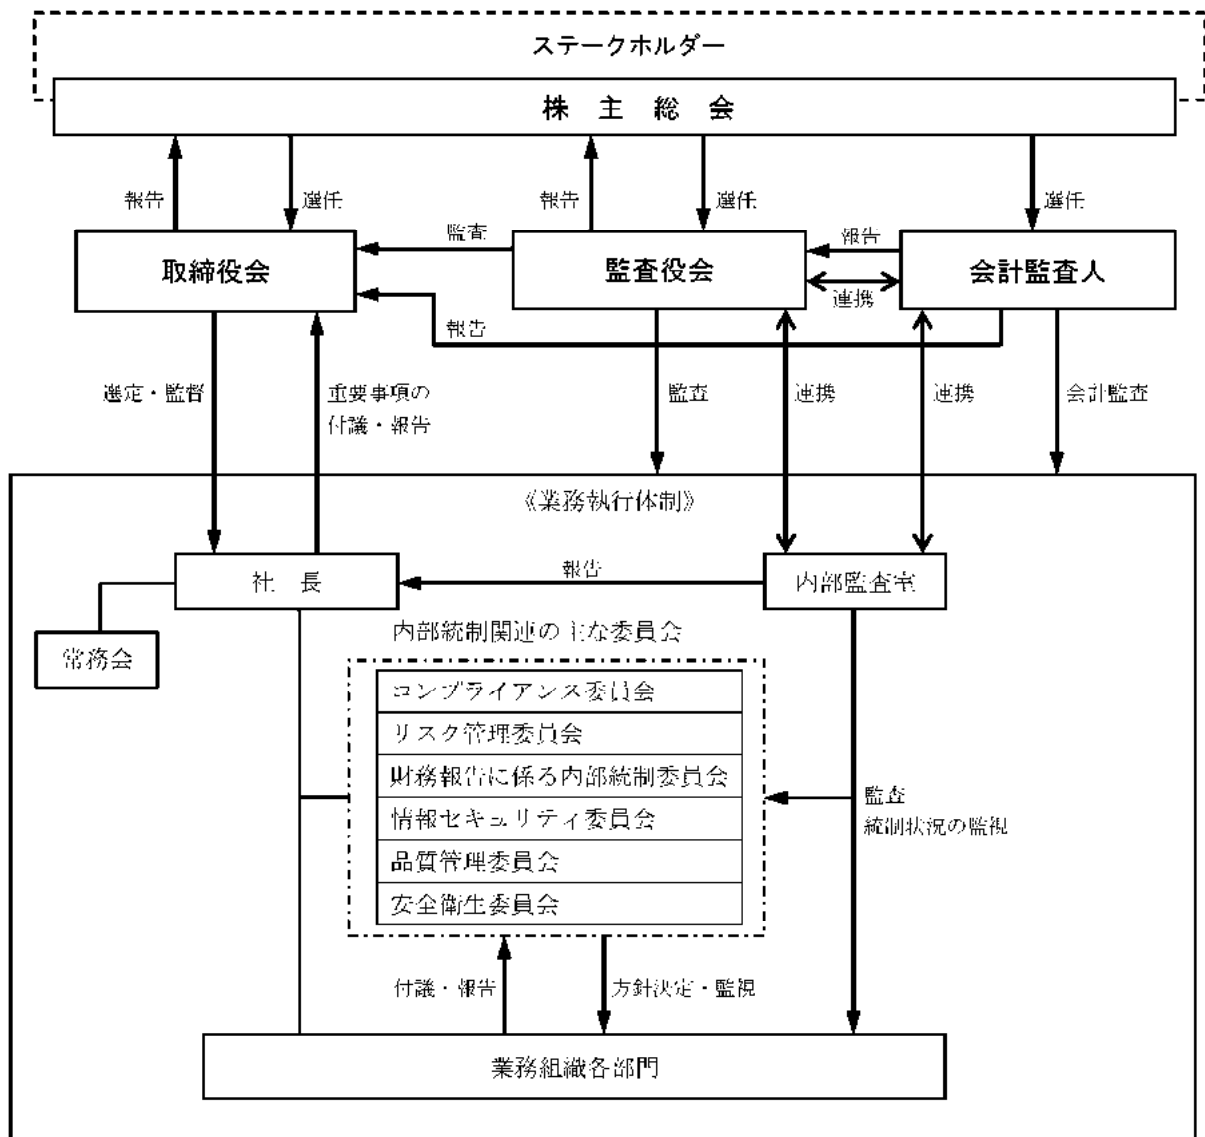 ステークホルダー
株 主 総 会
報告
選任
報告
選任
選任
取締役会
監査
監査役会
報告
連携
会計監査人
報告
選定・監督
重要事項の
付議・報告
監査
連携
連携
会計監査
《業務執行体制》
社 長
報告
内部監査室
常務会
内部統制関連の主な委員会
コンプライアンス委員会
リスク管理委員会
財務報告に係る内部統制委員会
情報セキュリティ委員会
品質管理委員会
安全衛生委員会
監査
統制状況の監視
付議・報告
方針決定・監視
業務組織各部門